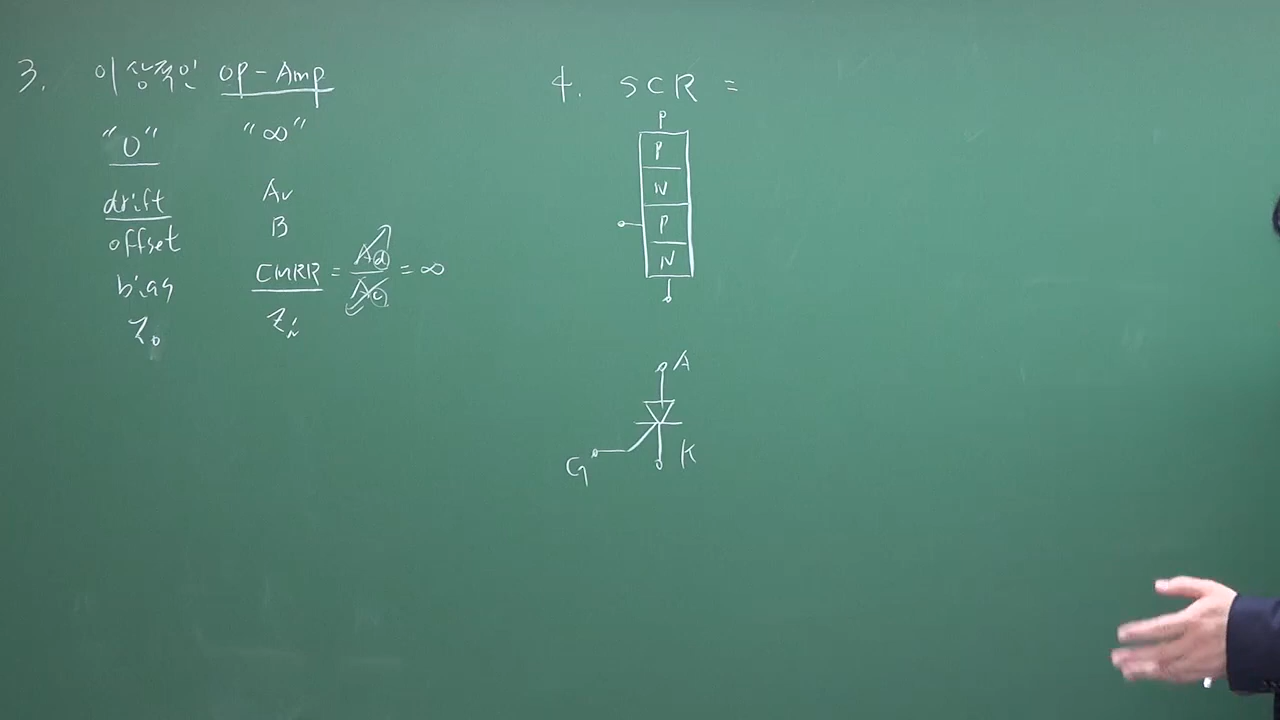 3. 이상적인 OP-Amp
"0" "∞"
drift Av
offset B
bias CMRR = Ad/Ac = ∞
Zo Zi
4. SCR =
P
P
N
P
N
A
G K